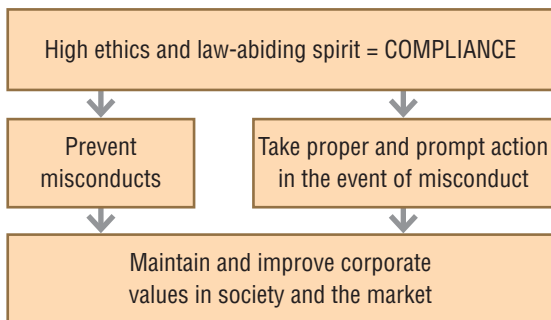 High ethics and law-abiding spirit = COMPLIANCE
Prevent
misconducts
Take proper and prompt action
in the event of misconduct
Maintain and improve corporate
values in society and the market